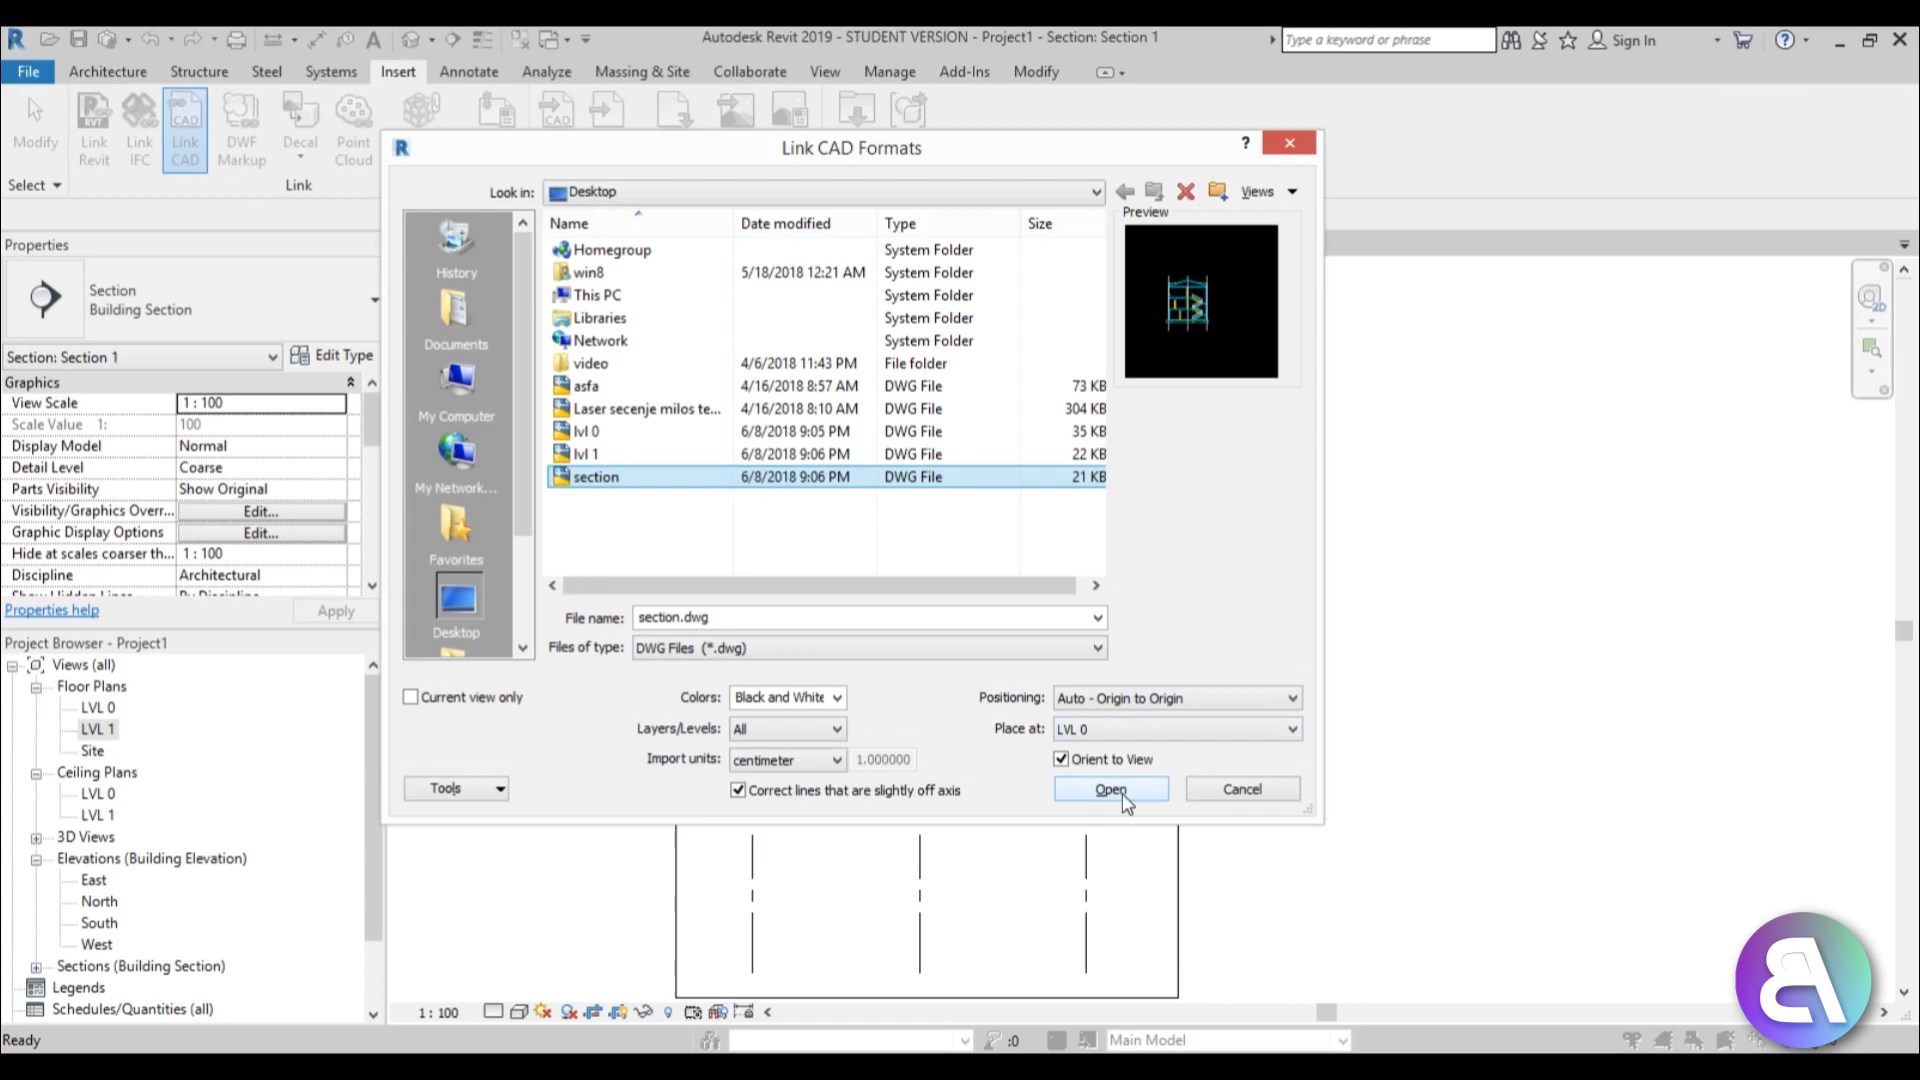 Autodesk Revit 2019 - STUDENT VERSION - Project1 - Section: Section 1
Type a keyword or phrase
Sign In
File Architecture Structure Steel Systems Insert Annotate Analyze Massing & Site Collaborate View Manage Add-Ins Modify
Modify
Link Revit
Link IFC
Link CAD
DWF Markup
Decal
Point Cloud
Select
Link
Properties
Section
Building Section
Section: Section 1
Edit Type
Graphics
View Scale 1 : 100
Scale Value 1: 100
Display Model Normal
Detail Level Coarse
Parts Visibility Show Original
Visibility/Graphics Overr... Edit...
Graphic Display Options Edit...
Hide at scales coarser th... 1 : 100
Discipline Architectural
Properties help
Apply
Project Browser - Project1
Views (all)
Floor Plans
LVL 0
LVL 1
Site
Ceiling Plans
LVL 0
LVL 1
3D Views
Elevations (Building Elevation)
East
North
South
West
Sections (Building Section)
Legends
Schedules/Quantities (all)
Ready
Link CAD Formats
?
Look in: Desktop
Views
Preview
History
Documents
My Computer
My Network...
Favorites
Desktop
Name Date modified Type Size
Homegroup System Folder
win8 5/18/2018 12:21 AM System Folder
This PC System Folder
Libraries System Folder
Network System Folder
video 4/6/2018 11:43 PM File folder
asfa 4/16/2018 8:57 AM DWG File 73 KB
Laser secenje milos te... 4/16/2018 8:10 AM DWG File 304 KB
lvl 0 6/8/2018 9:05 PM DWG File 35 KB
lvl 1 6/8/2018 9:06 PM DWG File 22 KB
section 6/8/2018 9:06 PM DWG File 21 KB
File name: section.dwg
Files of type: DWG Files (*.dwg)
Current view only
Colors: Black and White
Positioning: Auto - Origin to Origin
Layers/Levels: All
Place at: LVL 0
Import units: centimeter 1.000000
Orient to View
Tools
Correct lines that are slightly off axis
Open
Cancel
2D
1 : 100
:0
Main Model